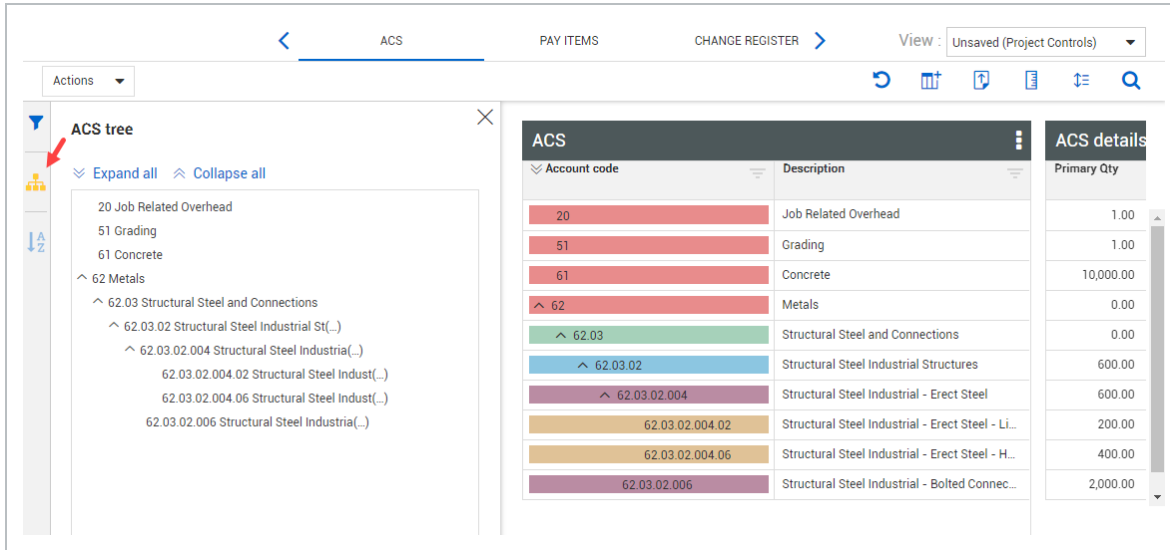 ACS PAY ITEMS CHANGE REGISTER View : Unsaved (Project Controls)
Actions
ACS tree
Expand all Collapse all
20 Job Related Overhead
51 Grading
61 Concrete
62 Metals
62.03 Structural Steel and Connections
62.03.02 Structural Steel Industrial St(...)
62.03.02.004 Structural Steel Industria(...)
62.03.02.004.02 Structural Steel Indust(...)
62.03.02.004.06 Structural Steel Indust(...)
62.03.02.006 Structural Steel Industria(...)
A
Z
ACS ACS details
Account code Description Primary Qty
20 Job Related Overhead 1.00
51 Grading 1.00
61 Concrete 10,000.00
62 Metals 0.00
62.03 Structural Steel and Connections 0.00
62.03.02 Structural Steel Industrial Structures 600.00
62.03.02.004 Structural Steel Industrial - Erect Steel 600.00
62.03.02.004.02 Structural Steel Industrial - Erect Steel - Li... 200.00
62.03.02.004.06 Structural Steel Industrial - Erect Steel - H... 400.00
62.03.02.006 Structural Steel Industrial - Bolted Connec... 2,000.00